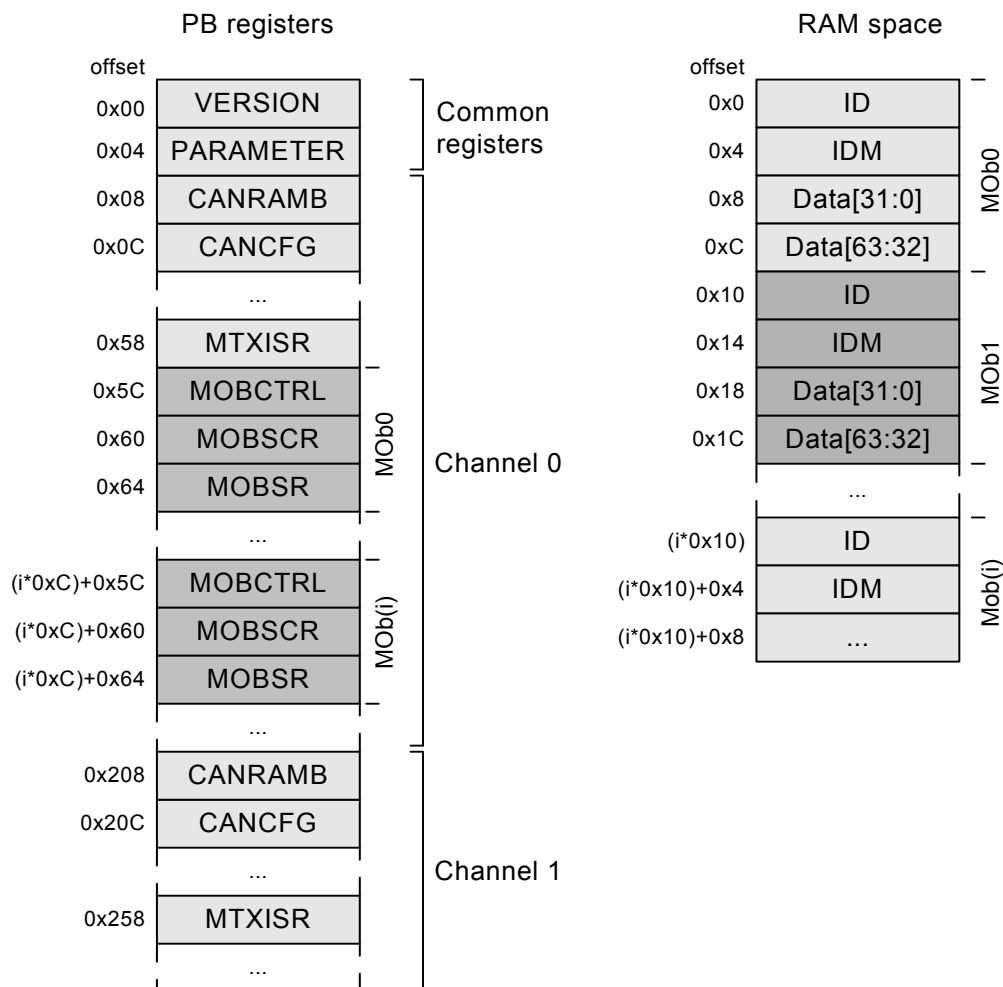 PB registers
offset
0x00 VERSION
0x04 PARAMETER
Common
registers
0x08 CANRAMB
0x0C CANCFG
...
0x58 MTXISR
0x5C MOBCTRL
0x60 MOBSCR
0x64 MOBSR
MOb0
Channel 0
...
(i*0xC)+0x5C MOBCTRL
(i*0xC)+0x60 MOBSCR
(i*0xC)+0x64 MOBSR
MOb(i)
...
0x208 CANRAMB
0x20C CANCFG
...
Channel 1
0x258 MTXISR
...
RAM space
offset
0x0 ID
0x4 IDM
0x8 Data[31:0]
0xC Data[63:32]
MOb0
0x10 ID
0x14 IDM
0x18 Data[31:0]
0x1C Data[63:32]
MOb1
...
(i*0x10) ID
(i*0x10)+0x4 IDM
(i*0x10)+0x8 ...
Mob(i)